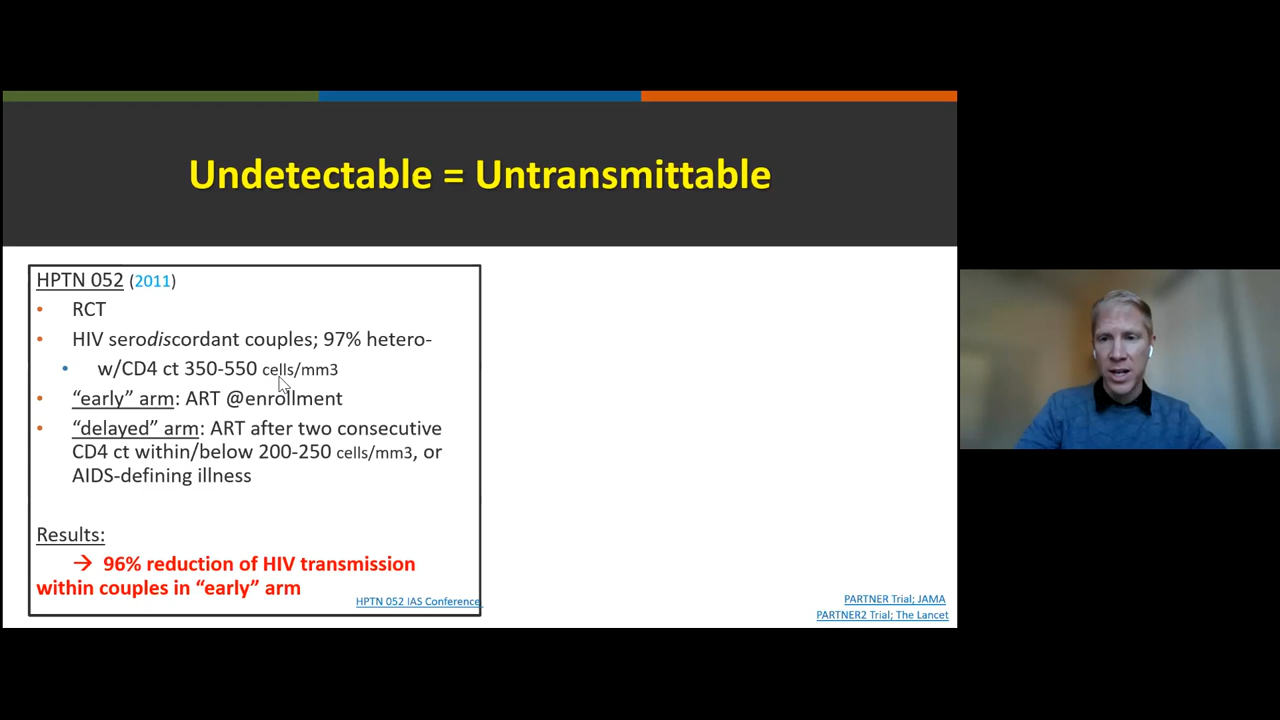 Undetectable = Untransmittable
HPTN 052 (2011)
• RCT
• HIV serodiscordant couples; 97% hetero-
• w/CD4 ct 350-550 cells/mm3
• “early” arm: ART @enrollment
• “delayed” arm: ART after two consecutive
CD4 ct within/below 200-250 cells/mm3, or
AIDS-defining illness
Results:
→ 96% reduction of HIV transmission
within couples in “early” arm
HPTN 052 IAS Conference
PARTNER Trial; JAMA
PARTNER2 Trial; The Lancet